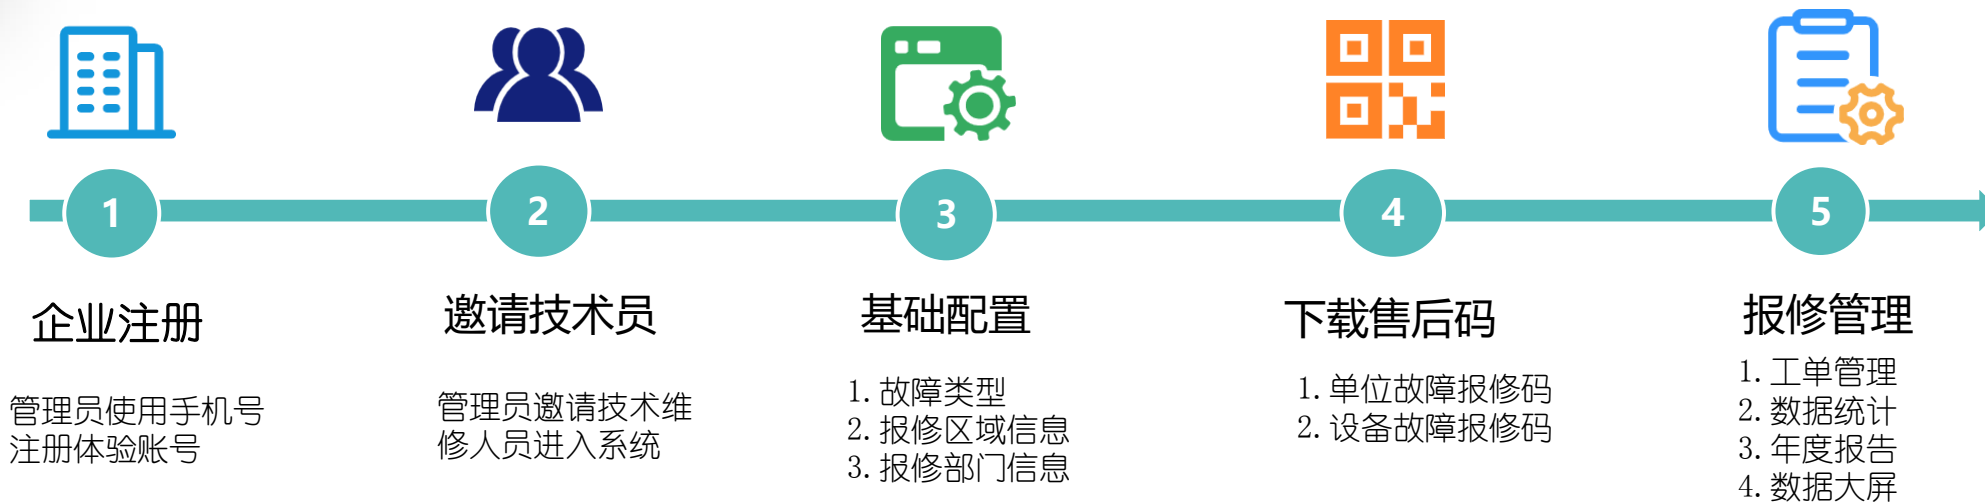 1
2
3
4
5
企业注册
邀请技术员
基础配置
下载售后码
报修管理
管理员使用手机号
注册体验账号
管理员邀请技术维
修人员进入系统
1.故障类型
2.报修区域信息
3.报修部门信息
1.单位故障报修码
2.设备故障报修码
1.工单管理
2.数据统计
3.年度报告
4.数据大屏